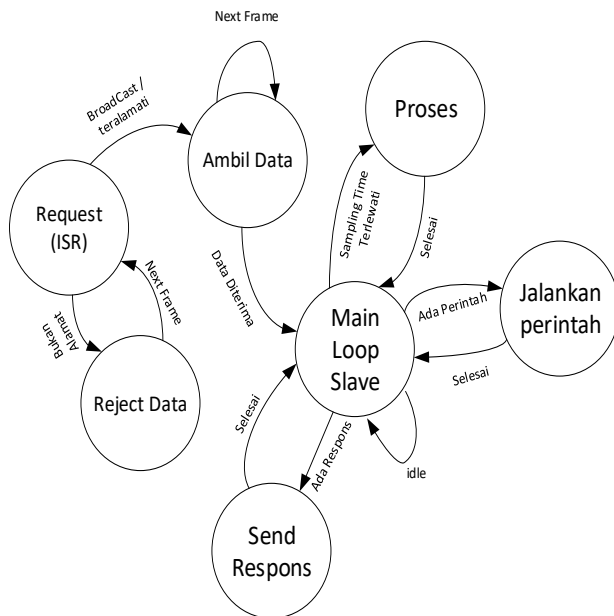 Next Frame
BroadCast /
teralamati
Ambil Data
Proses
Request
(ISR)
Sampling Time
Terlewati
Selesai
Data Diterima
Next Frame
Bukan
Alamat
Main
Loop
Slave
Ada Perintah
Jalankan
perintah
Selesai
Reject Data
Selesai
Ada Respons
idle
Send
Respons